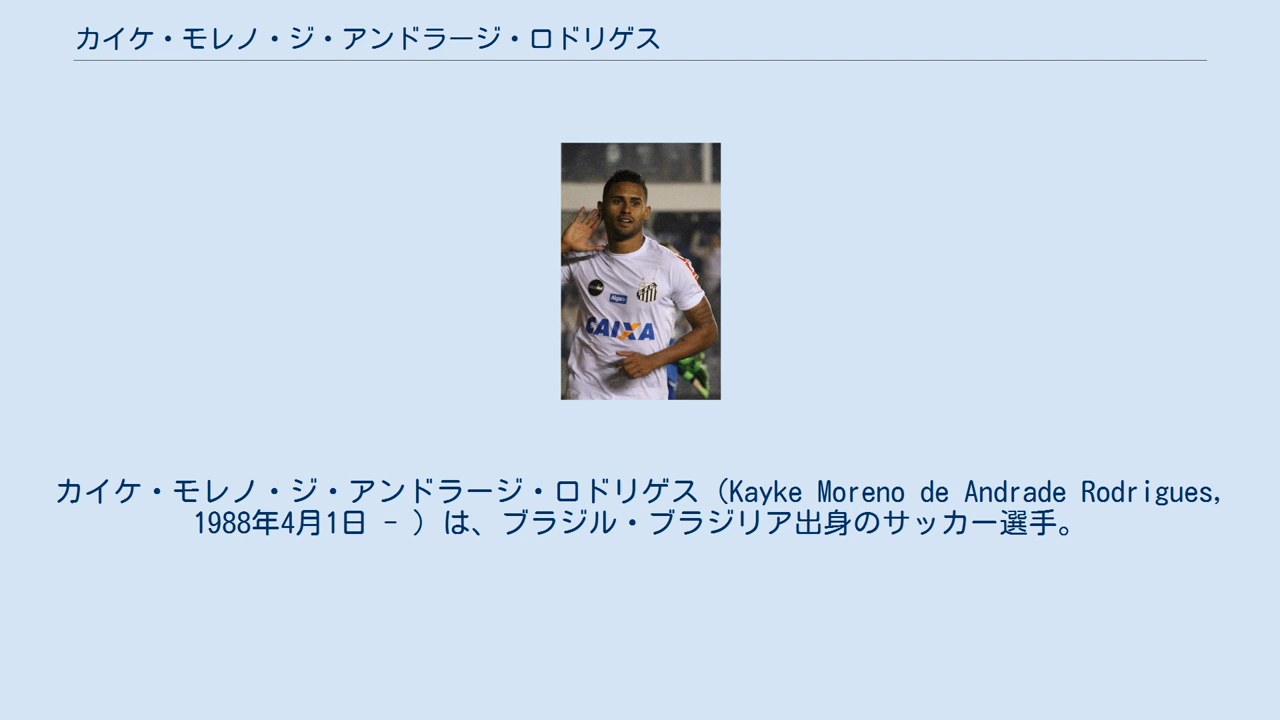 カイケ・モレノ・ジ・アンドラージ・ロドリゲス
Algar
CAIXA
カイケ・モレノ・ジ・アンドラージ・ロドリゲス（Kayke Moreno de Andrade Rodrigues,
1988年4月1日 - ）は、ブラジル・ブラジリア出身のサッカー選手。